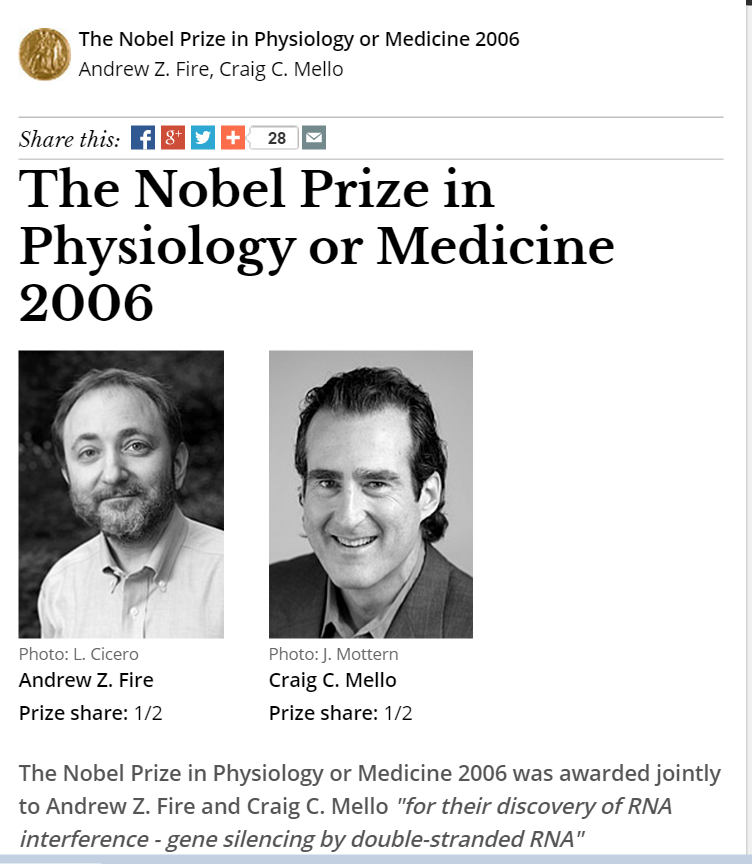 The Nobel Prize in Physiology or Medicine 2006
Andrew Z. Fire, Craig C. Mello
Share this: f g+ + 28
The Nobel Prize in
Physiology or Medicine
2006
Photo: L. Cicero
Andrew Z. Fire
Prize share: 1/2
Photo: J. Mottern
Craig C. Mello
Prize share: 1/2
The Nobel Prize in Physiology or Medicine 2006 was awarded jointly
to Andrew Z. Fire and Craig C. Mello "for their discovery of RNA
interference - gene silencing by double-stranded RNA"